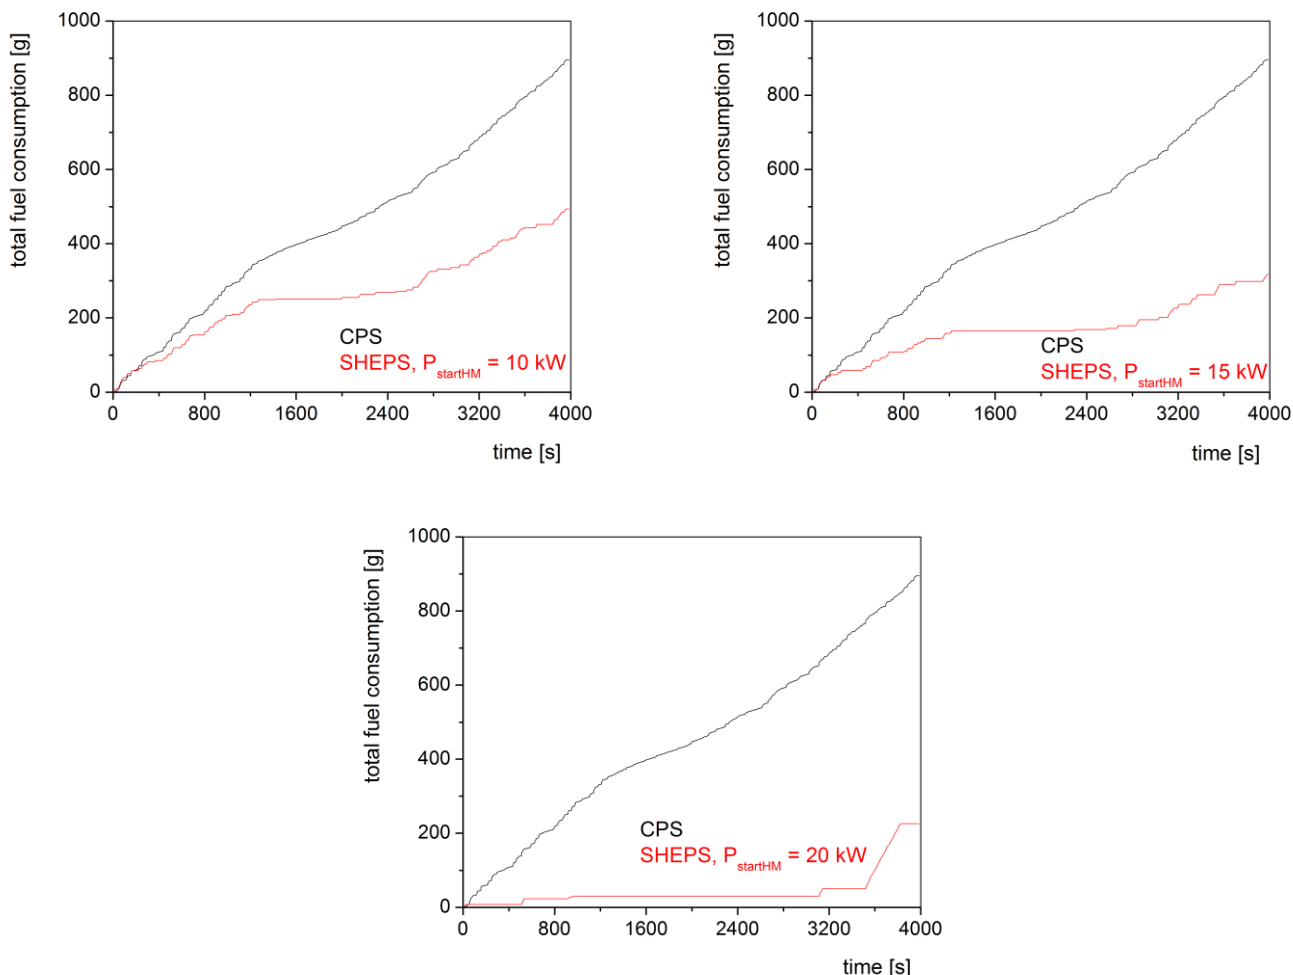 total fuel consumption [g]
1000
800
600
400
200
0
CPS
SHEPS, P_startHM = 10 kW
0 800 1600 2400 3200 4000
time [s]
total fuel consumption [g]
1000
800
600
400
200
0
CPS
SHEPS, P_startHM = 15 kW
0 800 1600 2400 3200 4000
time [s]
total fuel consumption [g]
1000
800
600
400
200
0
CPS
SHEPS, P_startHM = 20 kW
0 800 1600 2400 3200 4000
time [s]